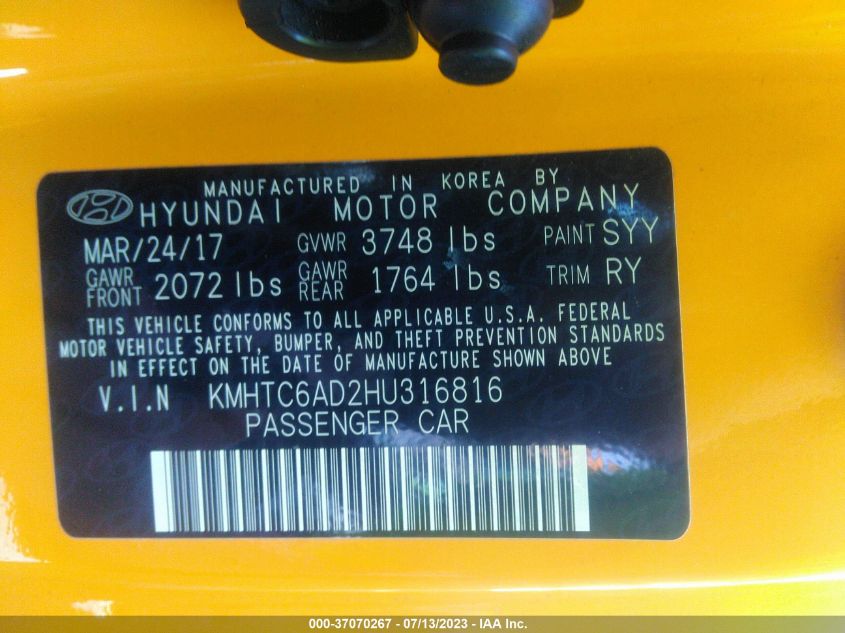 MANUFACTURED IN KOREA BY
HYUNDAI MOTOR COMPANY
MAR/24/17 GVWR 3748 lbs PAINT SYY
GAWR FRONT 2072 lbs GAWR REAR 1764 lbs TRIM RY
THIS VEHICLE CONFORMS TO ALL APPLICABLE U.S.A. FEDERAL
MOTOR VEHICLE SAFETY, BUMPER, AND THEFT PREVENTION STANDARDS
IN EFFECT ON THE DATE OF MANUFACTURE SHOWN ABOVE
V.I.N KMHTC6AD2HU316816
PASSENGER CAR
000-37070267 - 07/13/2023 - IAA Inc.